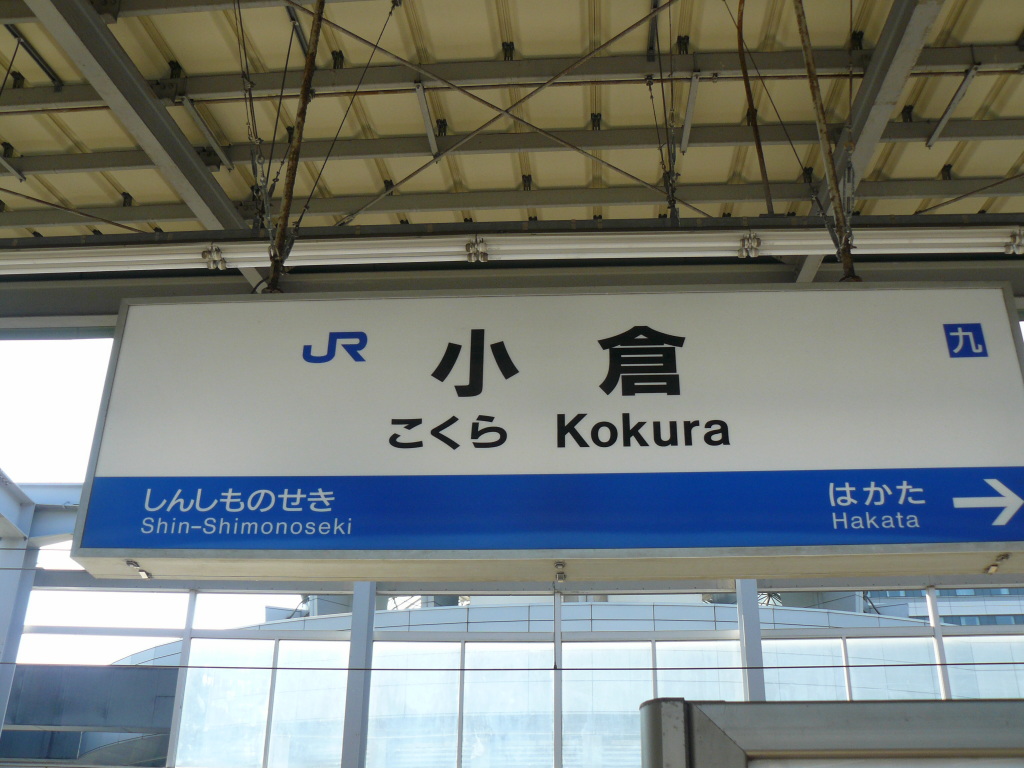 JR 小倉 九
こくら Kokura
しんしものせき はかた
Shin-Shimonoseki Hakata